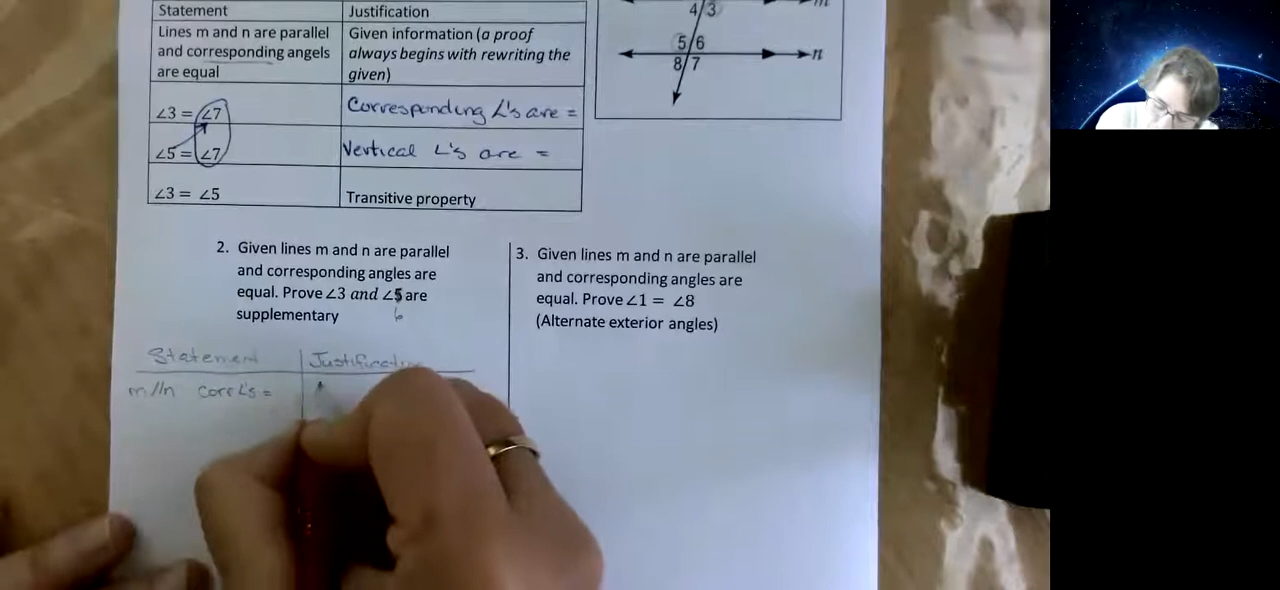 Statement Justification
Lines m and n are parallel
and corresponding angels
are equal
Given information (a proof
always begins with rewriting the
given)
∠3 = ∠7 Corresponding ∠'s are =
∠5 = ∠7 Vertical ∠'s are =
∠3 = ∠5 Transitive property
4 3 m
5 6
8 7 n
2. Given lines m and n are parallel
and corresponding angles are
equal. Prove ∠3 and ∠5 are
6
supplementary
3. Given lines m and n are parallel
and corresponding angles are
equal. Prove ∠1 = ∠8
(Alternate exterior angles)
Statement
m//n corr ∠'s =